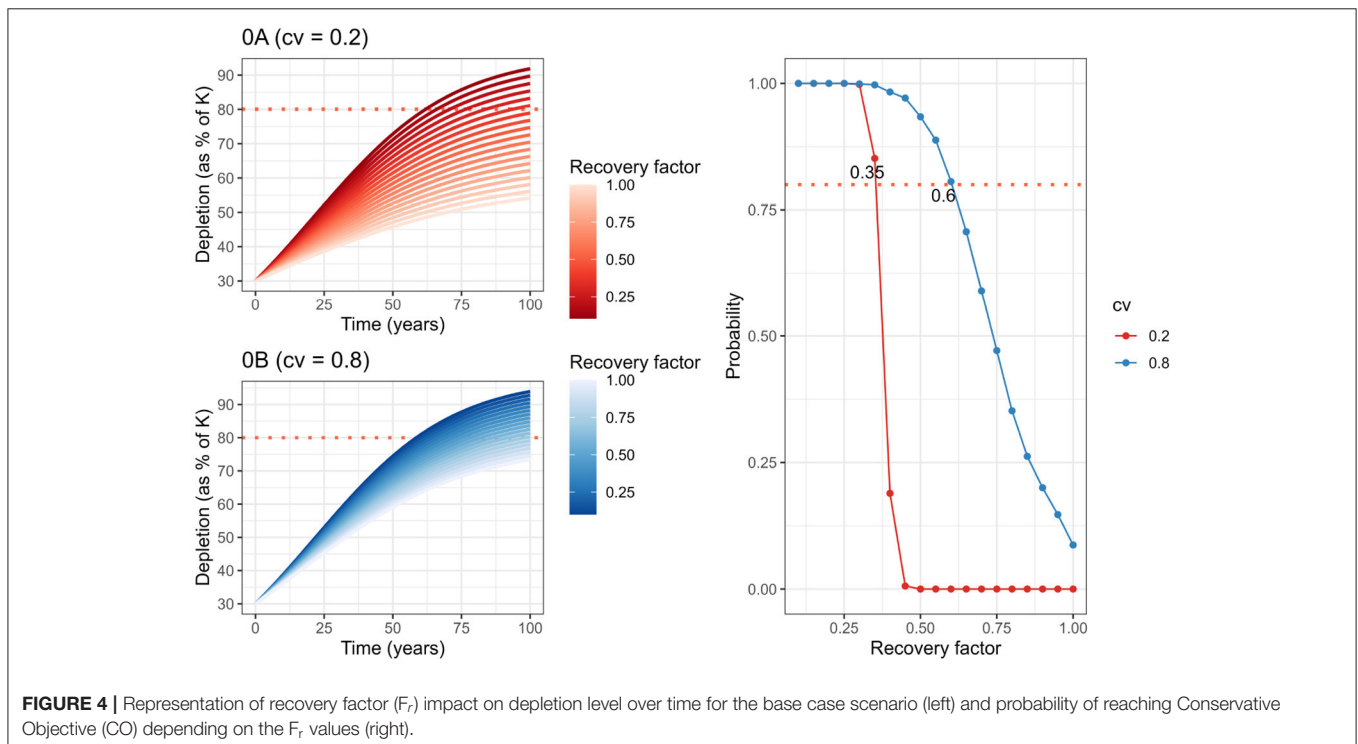 0A (cv = 0.2)
Depletion (as % of K)
90
80
70
60
50
40
30
0 25 50 75 100
Time (years)
Recovery factor
1.00
0.75
0.50
0.25
0B (cv = 0.8)
Depletion (as % of K)
90
80
70
60
50
40
30
0 25 50 75 100
Time (years)
Recovery factor
1.00
0.75
0.50
0.25
Probability
1.00
0.75
0.50
0.25
0.00
0.35
0.6
0.25 0.50 0.75 1.00
Recovery factor
cv
0.2
0.8
FIGURE 4 | Representation of recovery factor (Fr) impact on depletion level over time for the base case scenario (left) and probability of reaching Conservative
Objective (CO) depending on the Fr values (right).